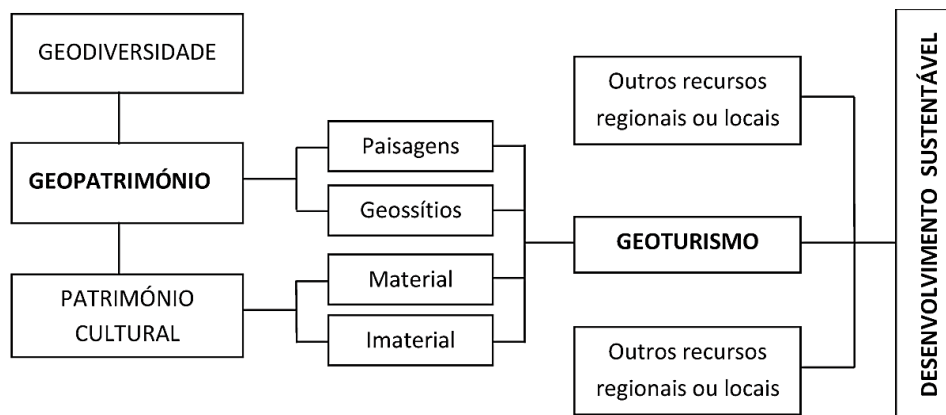 GEODIVERSIDADE
GEOPATRIMÓNIO
PATRIMÓNIO
CULTURAL
Paisagens
Geossítios
Material
Imaterial
Outros recursos
regionais ou locais
GEOTURISMO
Outros recursos
regionais ou locais
DESENVOLVIMENTO SUSTENTÁVEL